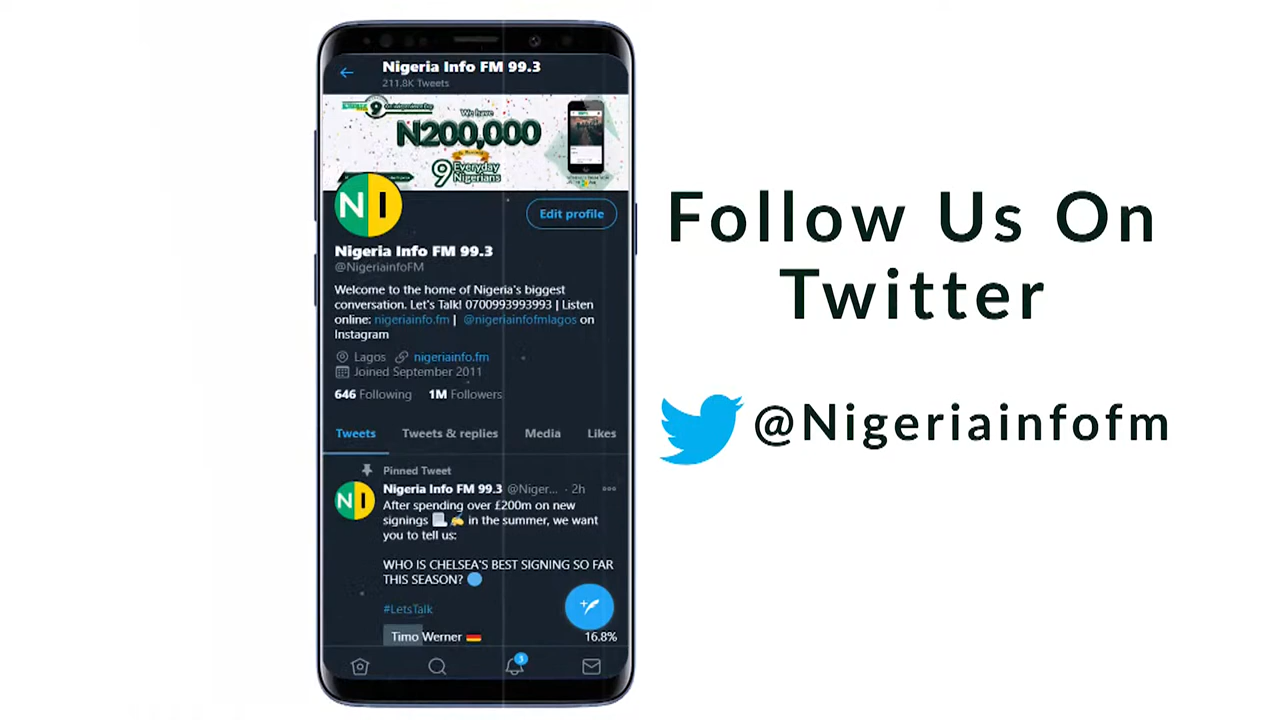 Nigeria Info FM 99.3
211.8K Tweets
We have
N200,000
9 Everyday
Nigerians
NI
Edit profile
Nigeria Info FM 99.3
@NigeriainfoFM
Welcome to the home of Nigeria's biggest
conversation. Let's Talk! 0700993993993 | Listen
online: nigeriainfo.fm | @nigeriainfofmlagos on
Instagram
Lagos nigeriainfo.fm
Joined September 2011
646 Following 1M Followers
Tweets Tweets & replies Media Likes
Pinned Tweet
NI
Nigeria Info FM 99.3 @Niger... · 2h
After spending over £200m on new
signings 📃 ✍ in the summer, we want
you to tell us:
WHO IS CHELSEA'S BEST SIGNING SO FAR
THIS SEASON? 🔵
#LetsTalk
Timo Werner 🇩🇪 16.8%
3
Follow Us On
Twitter
@Nigeriainfofm